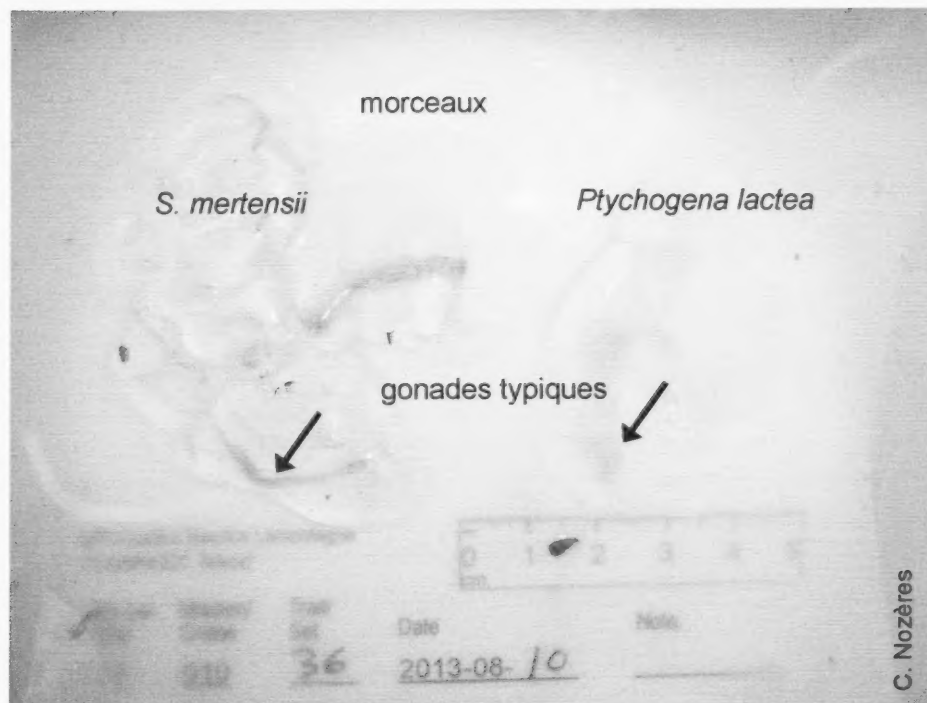 morceaux
S. mertensii
Ptychogena lactea
gonades typiques
0 1 2 3 4 5
cm
Trait
Date
Note
Set
36
2013-08-10
C. Nozères